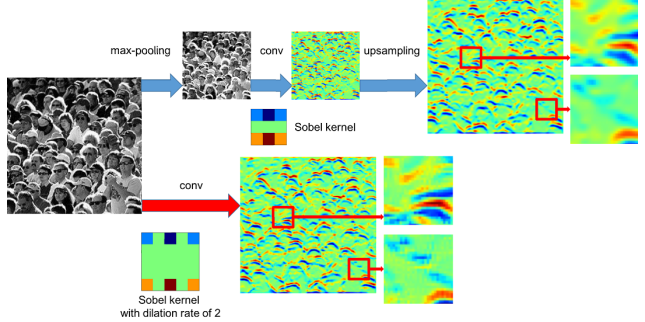 max-pooling
conv
upsampling
Sobel kernel
conv
Sobel kernel
with dilation rate of 2